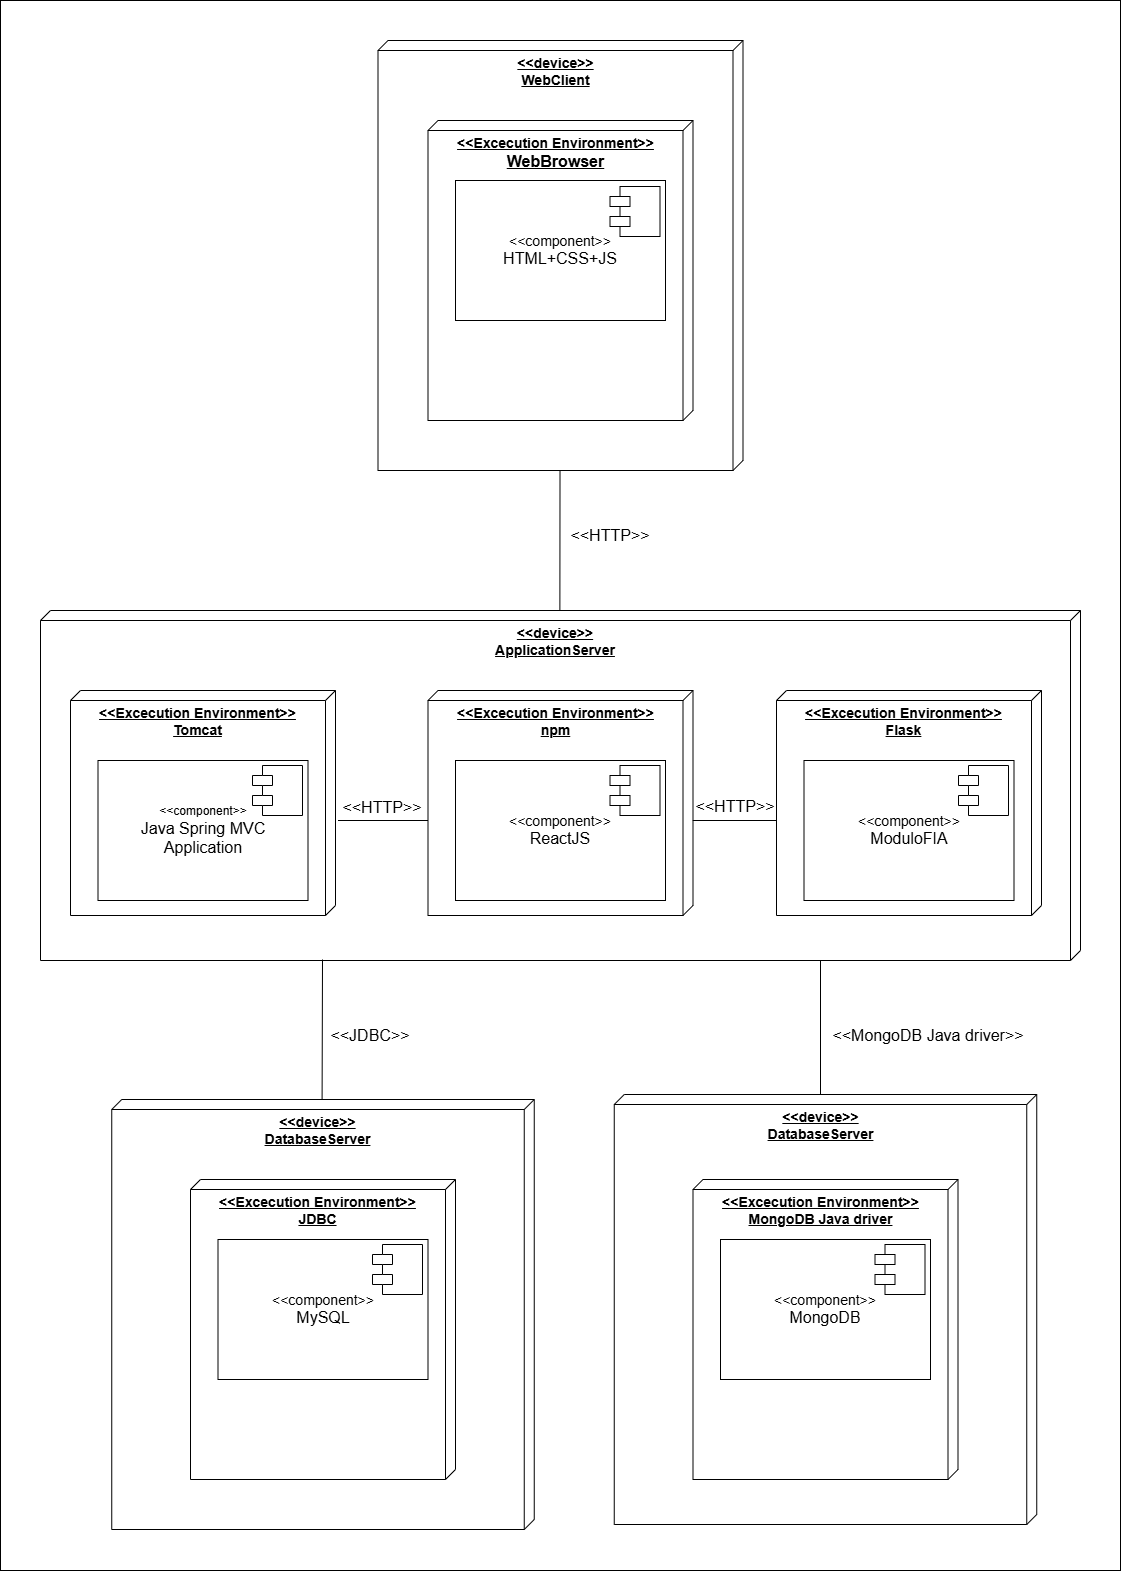 <<device>>
WebClient
<<Excecution Environment>>
WebBrowser
<<component>>
HTML+CSS+JS
<<HTTP>>
<<device>>
ApplicationServer
<<Excecution Environment>>
Tomcat
<<component>>
Java Spring MVC
Application
<<HTTP>>
<<Excecution Environment>>
npm
<<component>>
ReactJS
<<HTTP>>
<<Excecution Environment>>
Flask
<<component>>
ModuloFIA
<<JDBC>>
<<MongoDB Java driver>>
<<device>>
DatabaseServer
<<Excecution Environment>>
JDBC
<<component>>
MySQL
<<device>>
DatabaseServer
<<Excecution Environment>>
MongoDB Java driver
<<component>>
MongoDB